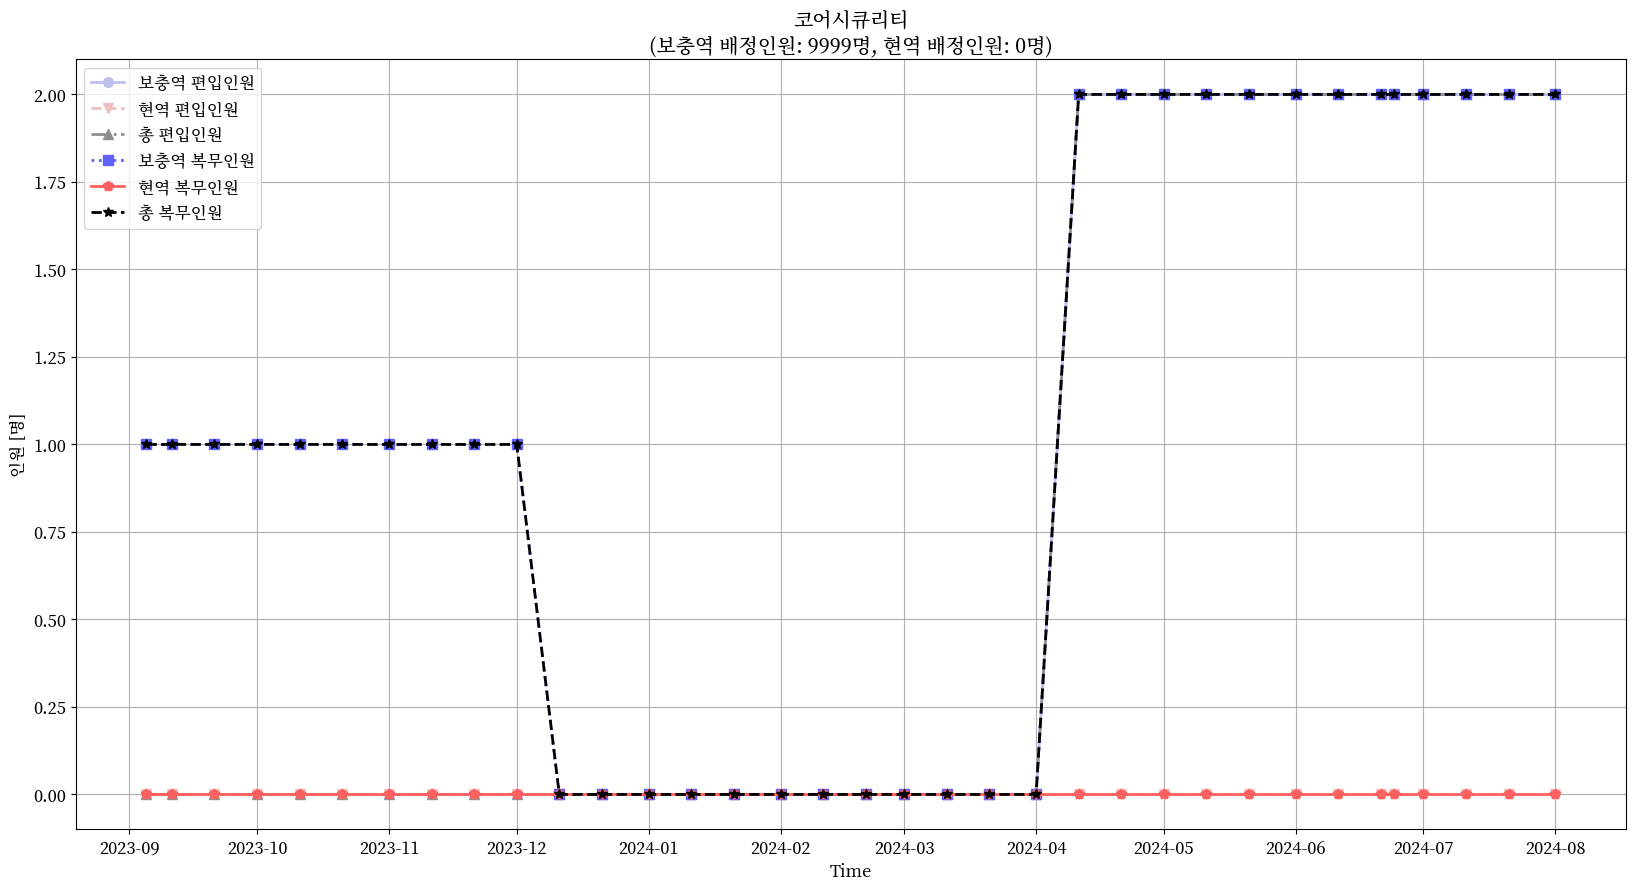 코어시큐리티
(보충역 배정인원: 9999명, 현역 배정인원: 0명)
보충역 편입인원
현역 편입인원
총 편입인원
보충역 복무인원
현역 복무인원
총 복무인원
2.00
1.75
1.50
1.25
1.00
0.75
0.50
0.25
0.00
인원 [명]
2023-09 2023-10 2023-11 2023-12 2024-01 2024-02 2024-03 2024-04 2024-05 2024-06 2024-07 2024-08
Time